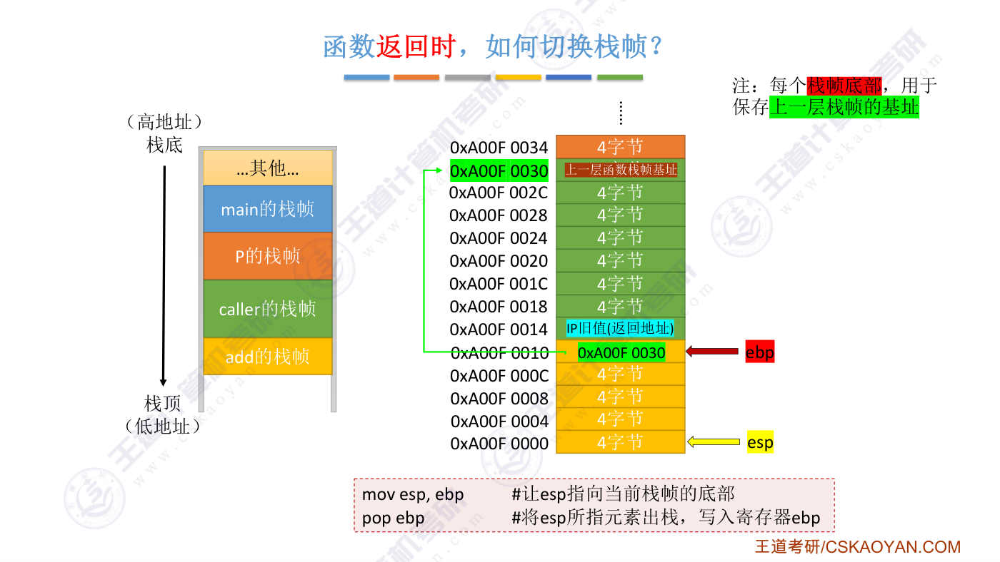 函数返回时，如何切换栈帧？
注：每个栈帧底部，用于
保存上一层栈帧的基址
（高地址）
栈底
…其他…
main的栈帧
P的栈帧
caller的栈帧
add的栈帧
栈顶
（低地址）
0xA00F 0034 4字节
0xA00F 0030 上一层函数栈帧基址
0xA00F 002C 4字节
0xA00F 0028 4字节
0xA00F 0024 4字节
0xA00F 0020 4字节
0xA00F 001C 4字节
0xA00F 0018 4字节
0xA00F 0014 IP旧值(返回地址)
0xA00F 0010 0xA00F 0030 ebp
0xA00F 000C 4字节
0xA00F 0008 4字节
0xA00F 0004 4字节
0xA00F 0000 4字节 esp
mov esp, ebp #让esp指向当前栈帧的底部
pop ebp #将esp所指元素出栈，写入寄存器ebp
王道考研/CSKAOYAN.COM
王道计算机考研
www.cskaoyan.com